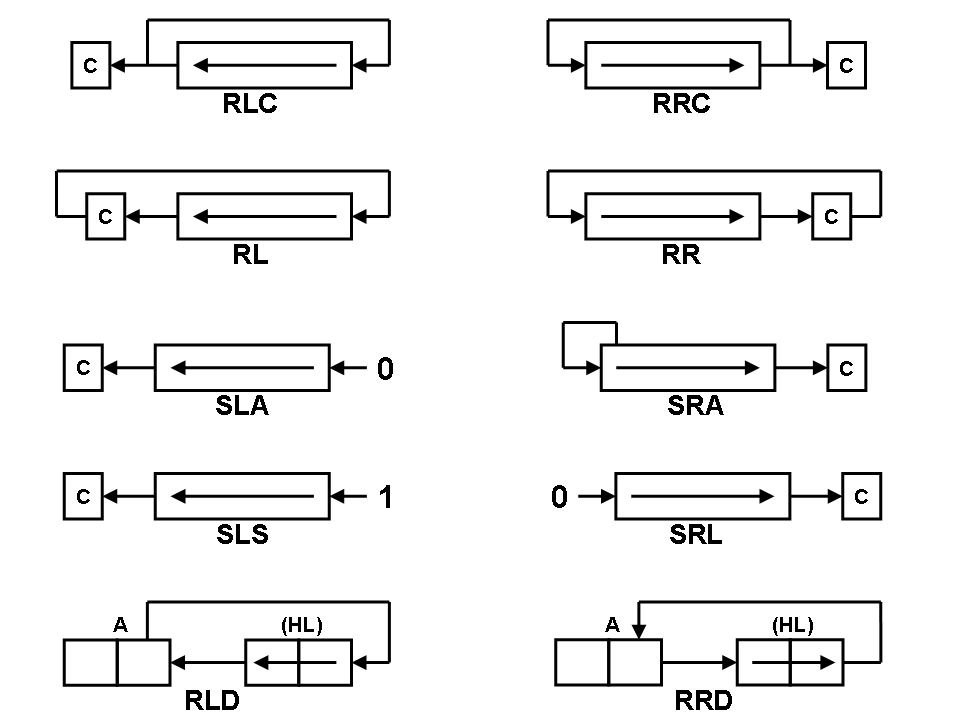 C C
RLC RRC
C C
RL RR
C 0 C
SLA SRA
C 1 0 C
SLS SRL
A (HL) A (HL)
RLD RRD